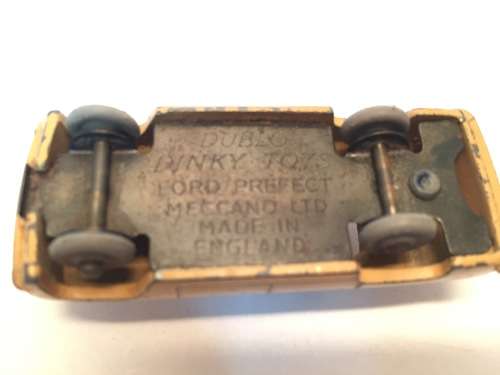 DUBLO
DINKY TOYS
FORD PREFECT
MECCANO LTD
MADE IN
ENGLAND